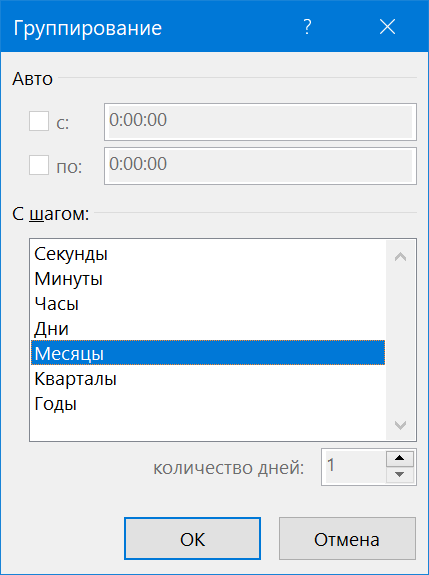 Группирование ?
Авто
с: 0:00:00
по: 0:00:00
С шагом:
Секунды
Минуты
Часы
Дни
Месяцы
Кварталы
Годы
количество дней: 1
ОК Отмена